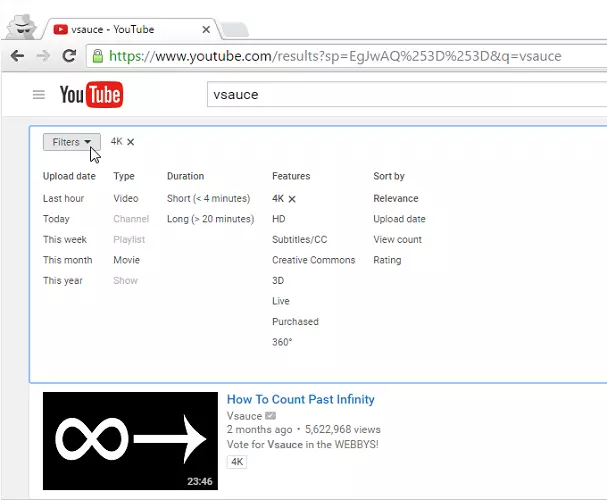 vsauce - YouTube
https://www.youtube.com/results?sp=EgJwAQ%253D%253D&q=vsauce
YouTube
vsauce
Filters 4K ×
Upload date Type Duration Features Sort by
Last hour Video Short (< 4 minutes) 4K × Relevance
Today Channel Long (> 20 minutes) HD Upload date
This week Playlist Subtitles/CC View count
This month Movie Creative Commons Rating
This year Show 3D
Live
Purchased
360°
How To Count Past Infinity
Vsauce
2 months ago • 5,622,968 views
Vote for Vsauce in the WEBBYS!
4K
23:46